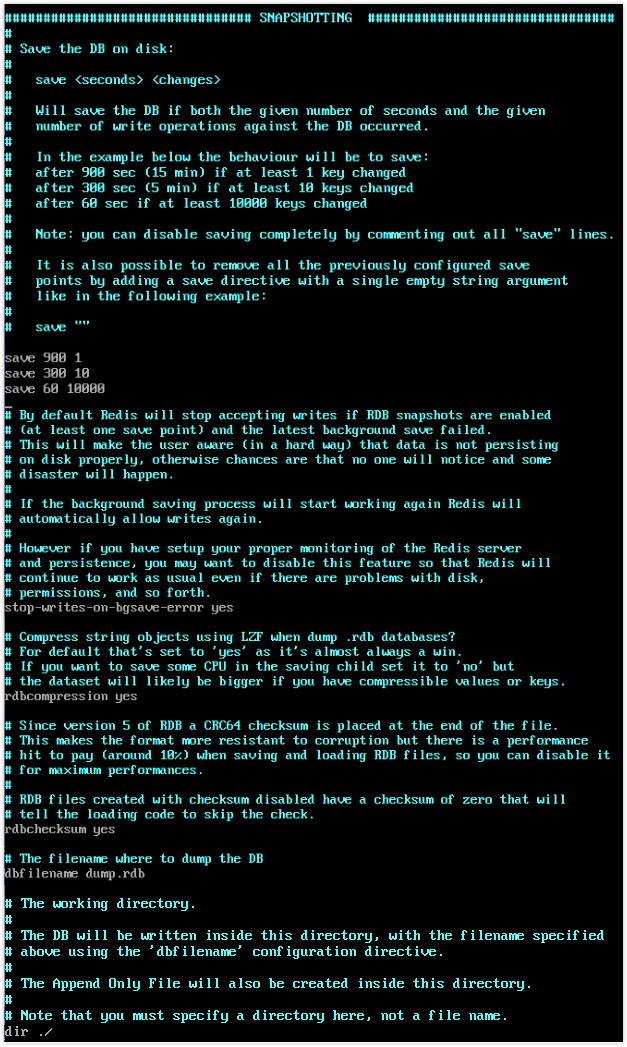 ################################ SNAPSHOTTING ################################
#
# Save the DB on disk:
#
#   save <seconds> <changes>
#
#   Will save the DB if both the given number of seconds and the given
#   number of write operations against the DB occurred.
#
#   In the example below the behaviour will be to save:
#   after 900 sec (15 min) if at least 1 key changed
#   after 300 sec (5 min) if at least 10 keys changed
#   after 60 sec if at least 10000 keys changed
#
#   Note: you can disable saving completely by commenting out all "save" lines.
#
#   It is also possible to remove all the previously configured save
#   points by adding a save directive with a single empty string argument
#   like in the following example:
#
#   save ""

save 900 1
save 300 10
save 60 10000

# By default Redis will stop accepting writes if RDB snapshots are enabled
# (at least one save point) and the latest background save failed.
# This will make the user aware (in a hard way) that data is not persisting
# on disk properly, otherwise chances are that no one will notice and some
# disaster will happen.
#
# If the background saving process will start working again Redis will
# automatically allow writes again.
#
# However if you have setup your proper monitoring of the Redis server
# and persistence, you may want to disable this feature so that Redis will
# continue to work as usual even if there are problems with disk,
# permissions, and so forth.
stop-writes-on-bgsave-error yes

# Compress string objects using LZF when dump .rdb databases?
# For default that's set to 'yes' as it's almost always a win.
# If you want to save some CPU in the saving child set it to 'no' but
# the dataset will likely be bigger if you have compressible values or keys.
rdbcompression yes

# Since version 5 of RDB a CRC64 checksum is placed at the end of the file.
# This makes the format more resistant to corruption but there is a performance
# hit to pay (around 10%) when saving and loading RDB files, so you can disable it
# for maximum performances.
#
# RDB files created with checksum disabled have a checksum of zero that will
# tell the loading code to skip the check.
rdbchecksum yes

# The filename where to dump the DB
dbfilename dump.rdb

# The working directory.
#
# The DB will be written inside this directory, with the filename specified
# above using the 'dbfilename' configuration directive.
#
# The Append Only File will also be created inside this directory.
#
# Note that you must specify a directory here, not a file name.
dir ./